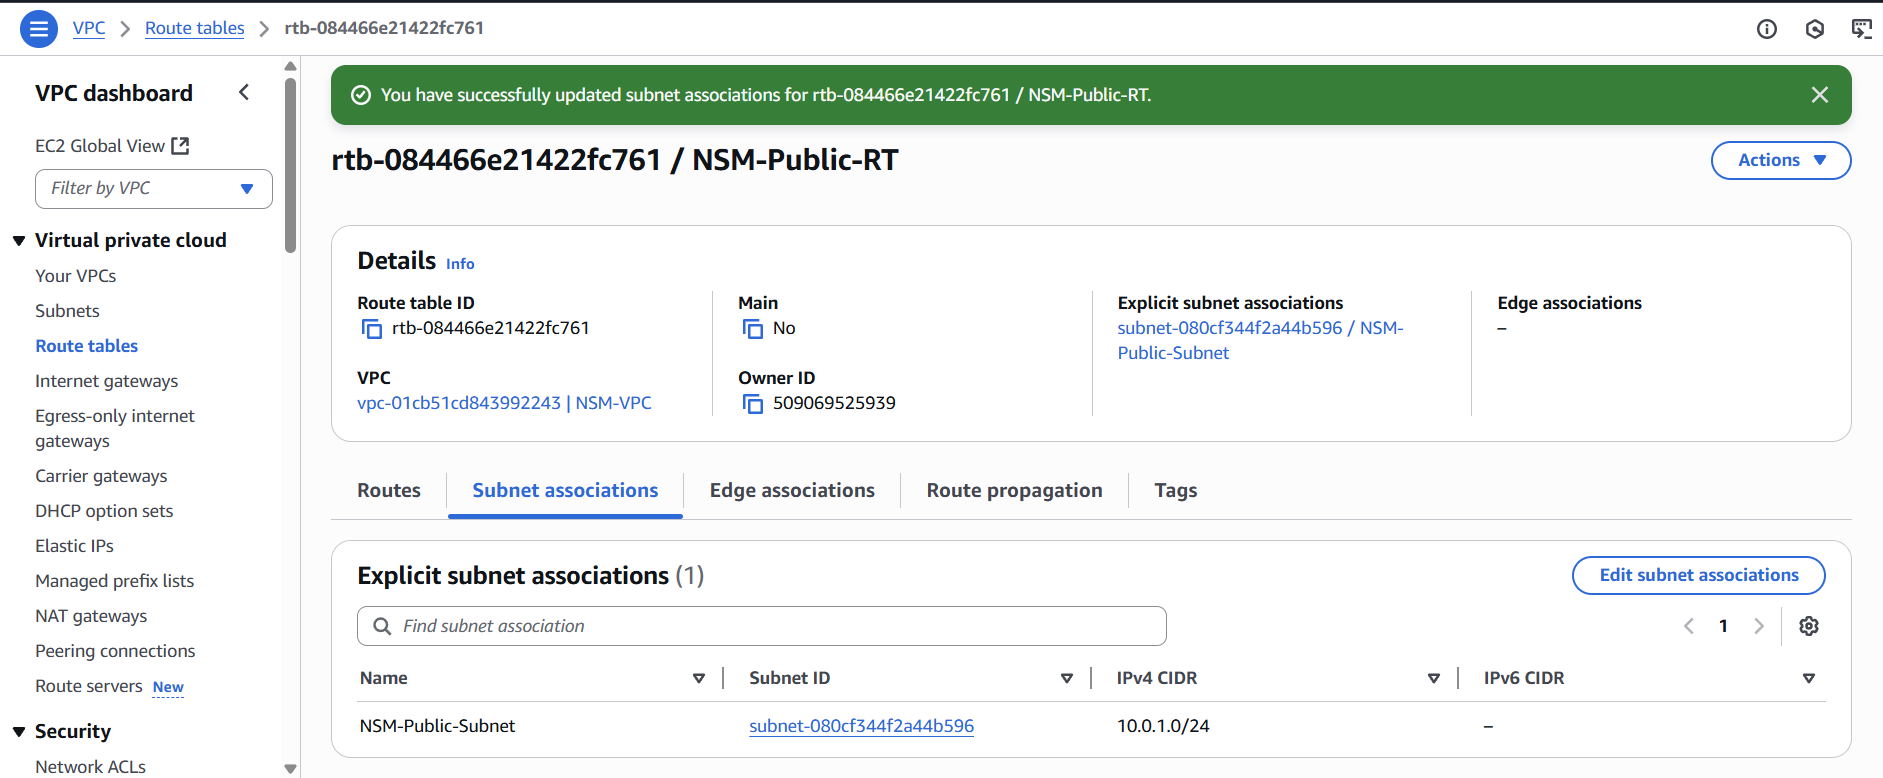 VPC > Route tables > rtb-084466e21422fc761
VPC dashboard
EC2 Global View
Filter by VPC
Virtual private cloud
Your VPCs
Subnets
Route tables
Internet gateways
Egress-only internet
gateways
Carrier gateways
DHCP option sets
Elastic IPs
Managed prefix lists
NAT gateways
Peering connections
Route servers New
Security
Network ACLs
You have successfully updated subnet associations for rtb-084466e21422fc761 / NSM-Public-RT.
rtb-084466e21422fc761 / NSM-Public-RT
Actions
Details Info
Route table ID
rtb-084466e21422fc761
Main
No
Explicit subnet associations
subnet-080cf344f2a44b596 / NSM-
Public-Subnet
Edge associations
–
VPC
vpc-01cb51cd843992243 | NSM-VPC
Owner ID
509069525939
Routes
Subnet associations
Edge associations
Route propagation
Tags
Explicit subnet associations (1)
Edit subnet associations
Find subnet association
1
Name Subnet ID IPv4 CIDR IPv6 CIDR
NSM-Public-Subnet subnet-080cf344f2a44b596 10.0.1.0/24 –